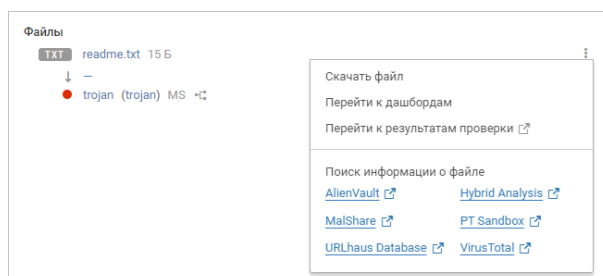 Файлы
TXT readme.txt 15 Б
↓ —
trojan (trojan) MS
Скачать файл
Перейти к дашбордам
Перейти к результатам проверки
Поиск информации о файле
AlienVault Hybrid Analysis
MalShare PT Sandbox
URLhaus Database VirusTotal